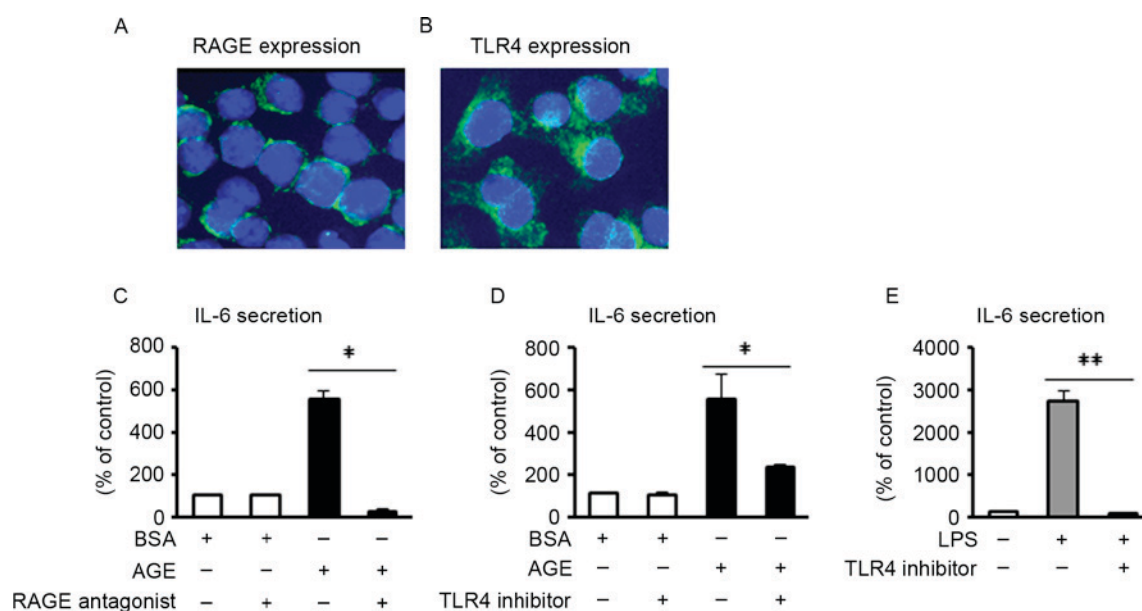 A
RAGE expression
B
TLR4 expression
C
IL-6 secretion
(% of control)
800
600
400
200
0
*
BSA + + – –
AGE – – + +
RAGE antagonist – + – +
D
IL-6 secretion
(% of control)
800
600
400
200
0
*
BSA + + – –
AGE – – + +
TLR4 inhibitor – + – +
E
IL-6 secretion
(% of control)
4000
3000
2000
1000
0
**
LPS – + +
TLR4 inhibitor – – +